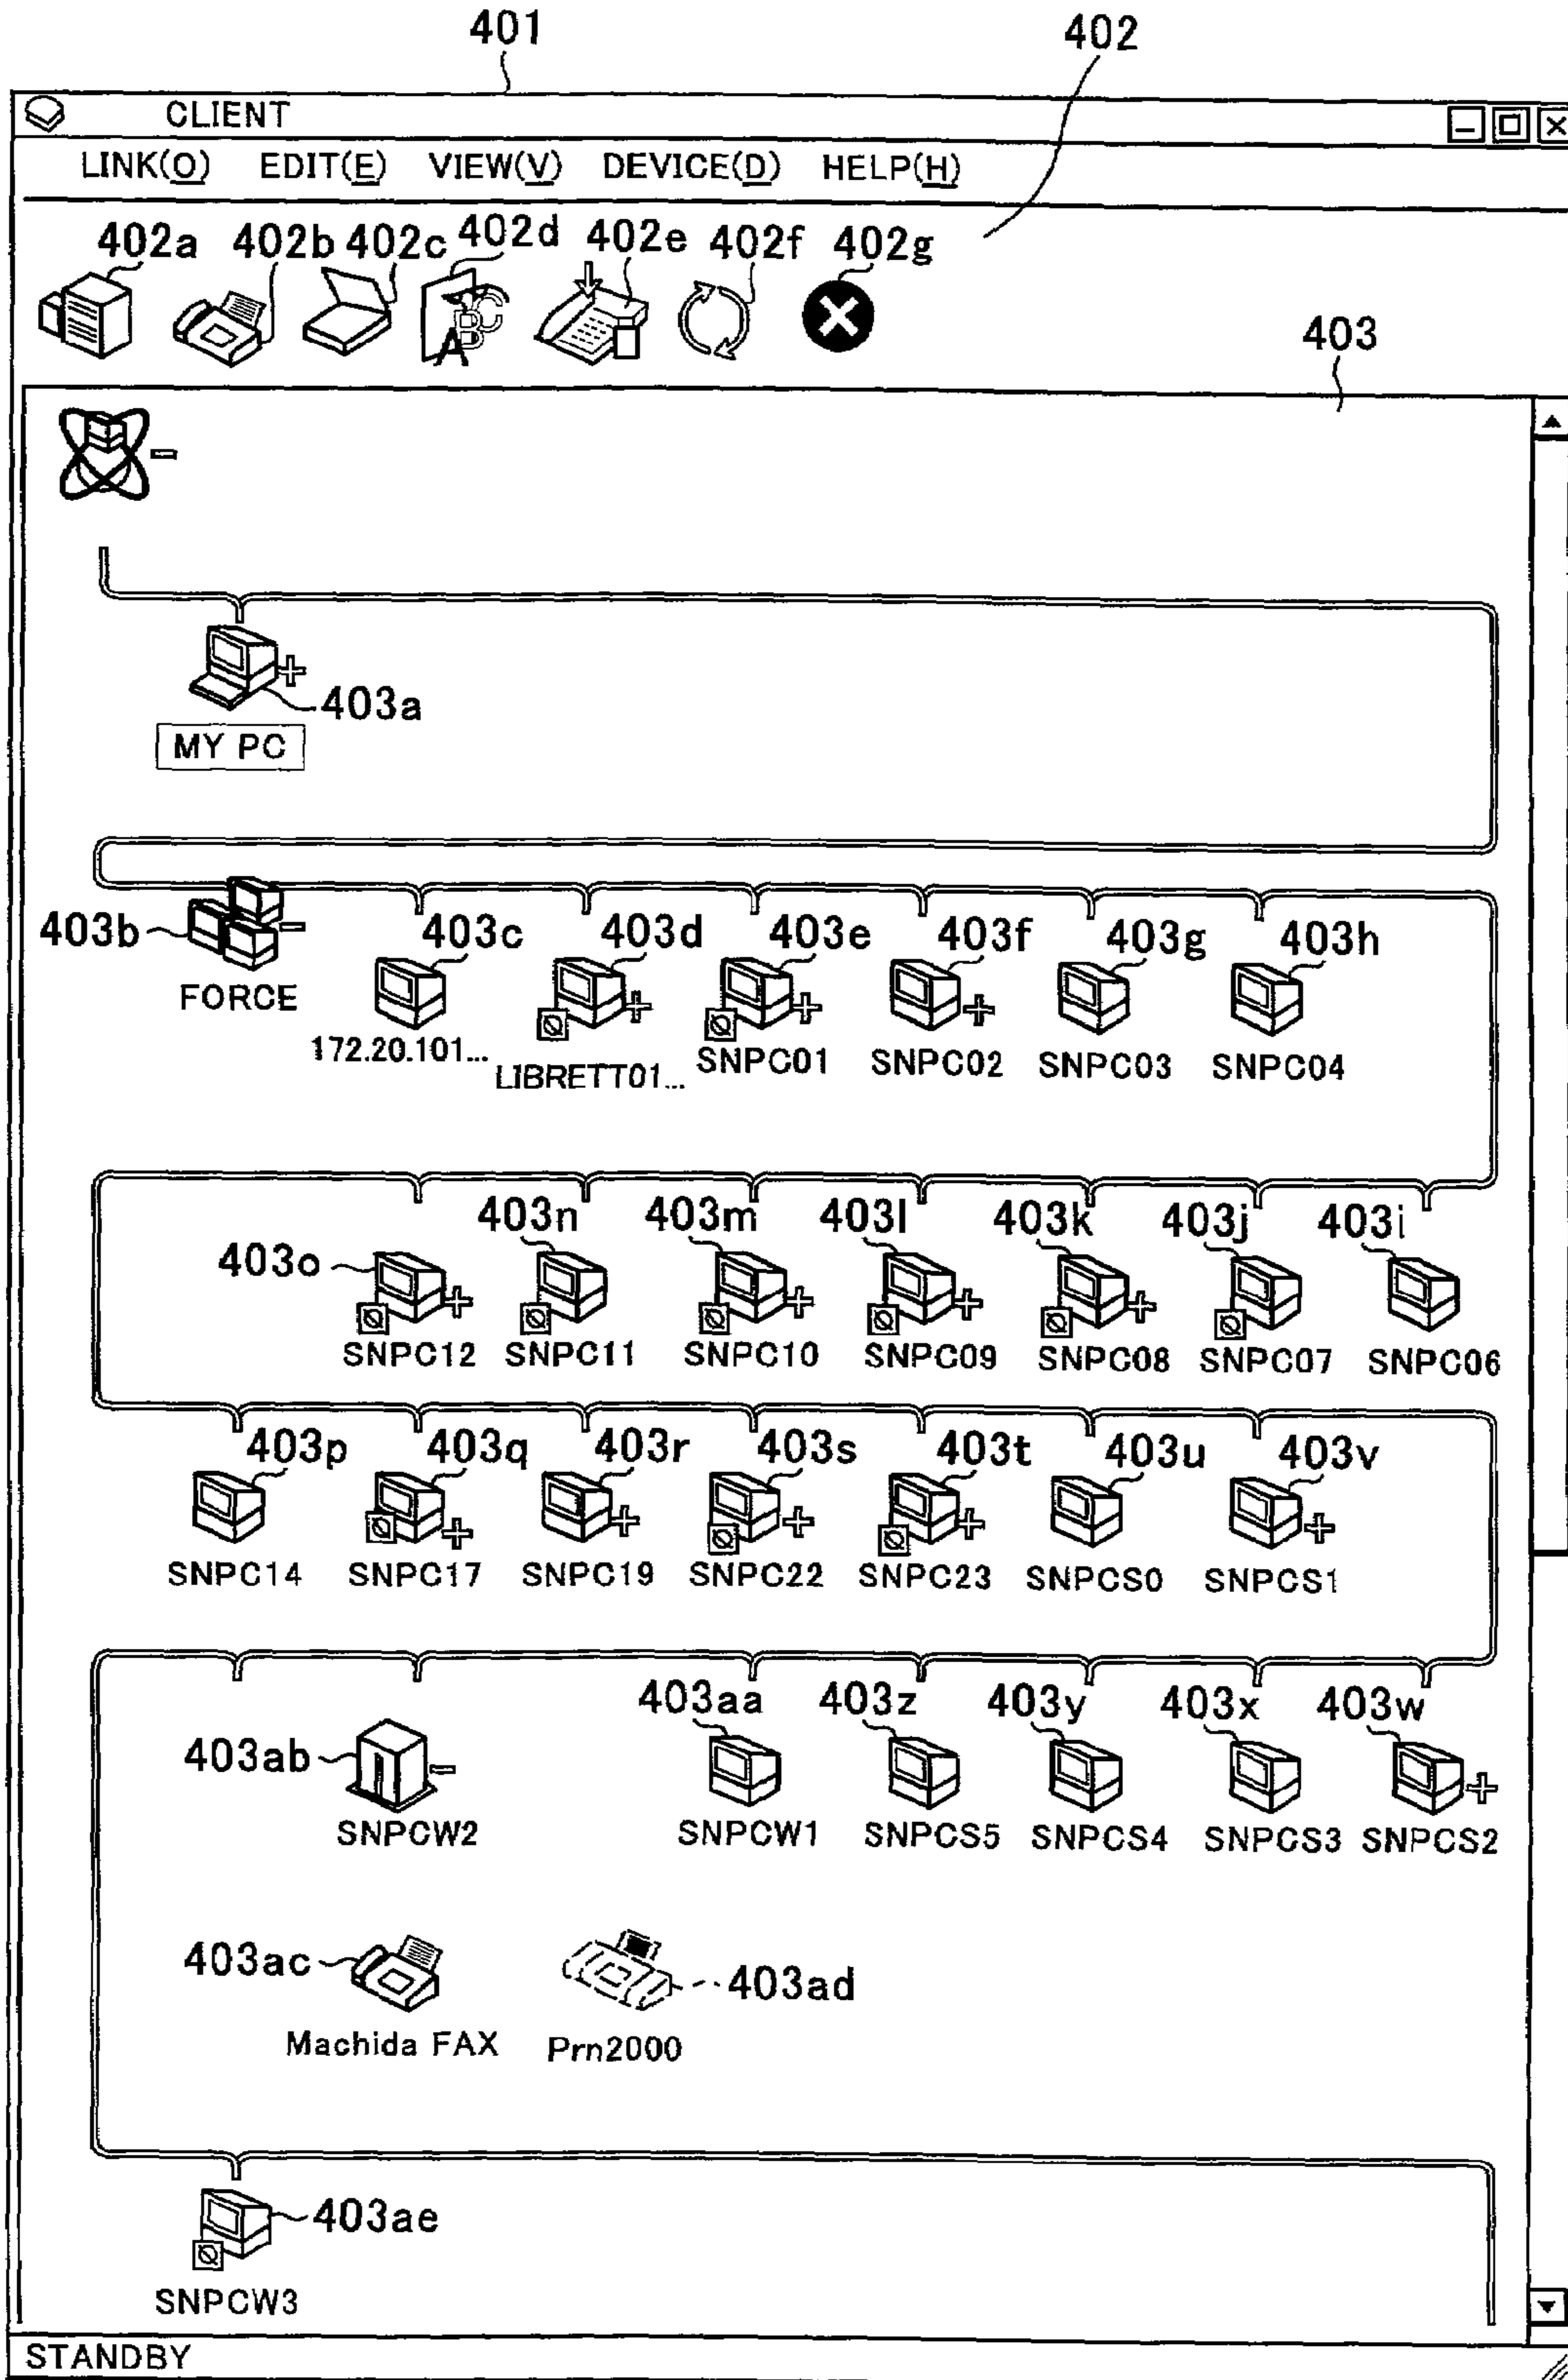 401 402
CLIENT
LINK(O) EDIT(E) VIEW(V) DEVICE(D) HELP(H)
402a 402b 402c 402d 402e 402f 402g
ABC
403
403a
MY PC
403b 403c 403d 403e 403f 403g 403h
FORCE 172.20.101... LIBRETT01... SNPC01 SNPC02 SNPC03 SNPC04
403o 403n 403m 403l 403k 403j 403i
SNPC12 SNPC11 SNPC10 SNPC09 SNPC08 SNPC07 SNPC06
403p 403q 403r 403s 403t 403u 403v
SNPC14 SNPC17 SNPC19 SNPC22 SNPC23 SNPCS0 SNPCS1
403ab 403aa 403z 403y 403x 403w
SNPCW2 SNPCW1 SNPCS5 SNPCS4 SNPCS3 SNPCS2
403ac 403ad
Machida FAX Prn2000
403ae
SNPCW3
STANDBY